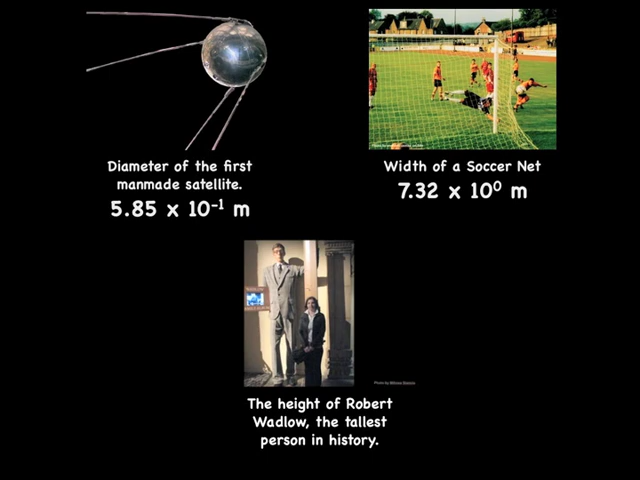 Diameter of the first
manmade satellite.
5.85 x 10⁻¹ m
Width of a Soccer Net
7.32 x 10⁰ m
The height of Robert
Wadlow, the tallest
person in history.